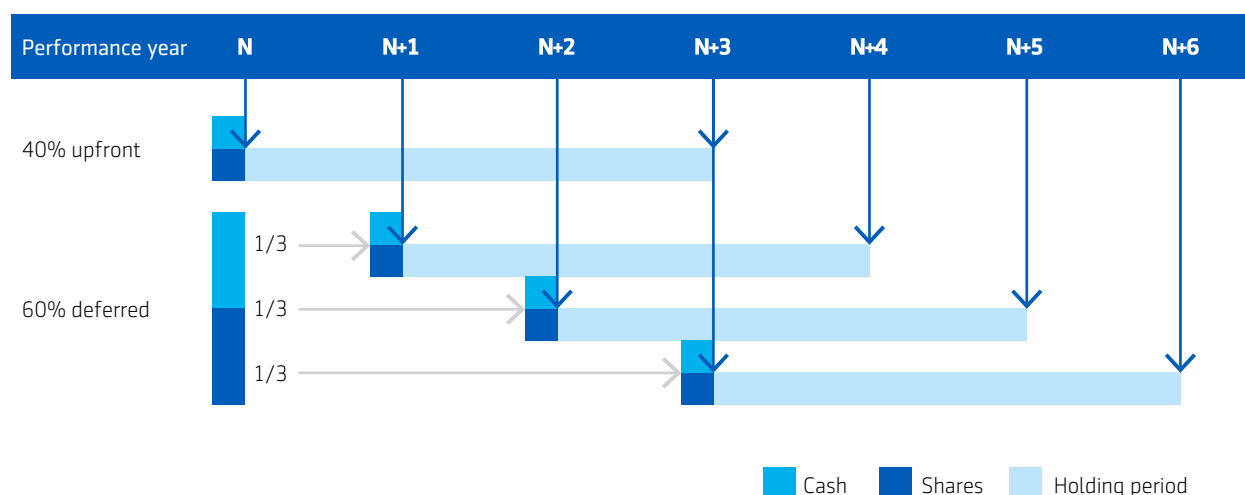 Performance year N N+1 N+2 N+3 N+4 N+5 N+6
40% upfront
1/3
60% deferred 1/3
1/3
Cash Shares Holding period